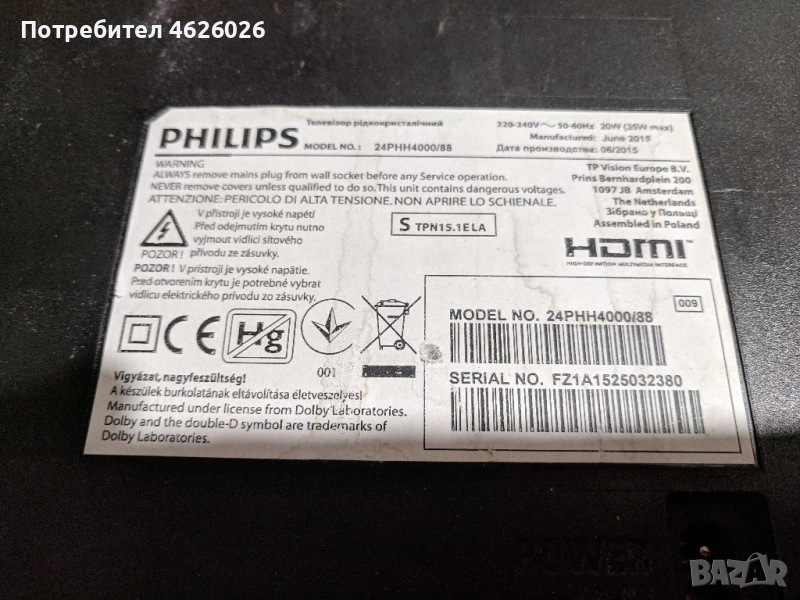 Потребител 4626026
Телевізор рідкокристалічний
220-240V~ 50-60Hz 20W (35W max)
PHILIPS
MODEL NO.: 24PHH4000/88
Manufactured: June 2015
Дата производства: 06/2015
WARNING
ALWAYS remove mains plug from wall socket before any Service operation.
NEVER remove covers unless qualified to do so. This unit contains dangerous voltages.
ATTENZIONE: PERICOLO DI ALTA TENSIONE. NON APRIRE LO SCHIENALE.
TP Vision Europe B.V.
Prins Bernhardplein 200
1097 JB Amsterdam
The Netherlands
Зібрано у Польщі
Assembled in Poland
V přístroji je vysoké napětí
Před odejmutím krytu nutno
vyjmout vidlici síťového
POZOR! přívodu ze zásuvky.
POZOR! V prístroji je vysoké napätie.
Pred otvorením krytu je potrebné vybrat
vidlicu elektrického prívodu zo zásuvky.
S TPN15.1E LA
HDMI
HIGH-DEFINITION MULTIMEDIA INTERFACE
009
MODEL NO. 24PHH4000/88
SERIAL NO. FZ1A1525032380
CE
Hg
001
Vigyázat, nagyfeszültség!
A készülek burkolatának eltávolítása életveszelyes!
Manufactured under license from Dolby Laboratories.
Dolby and the double-D symbol are trademarks of
Dolby Laboratories.
POWER
BAZAR